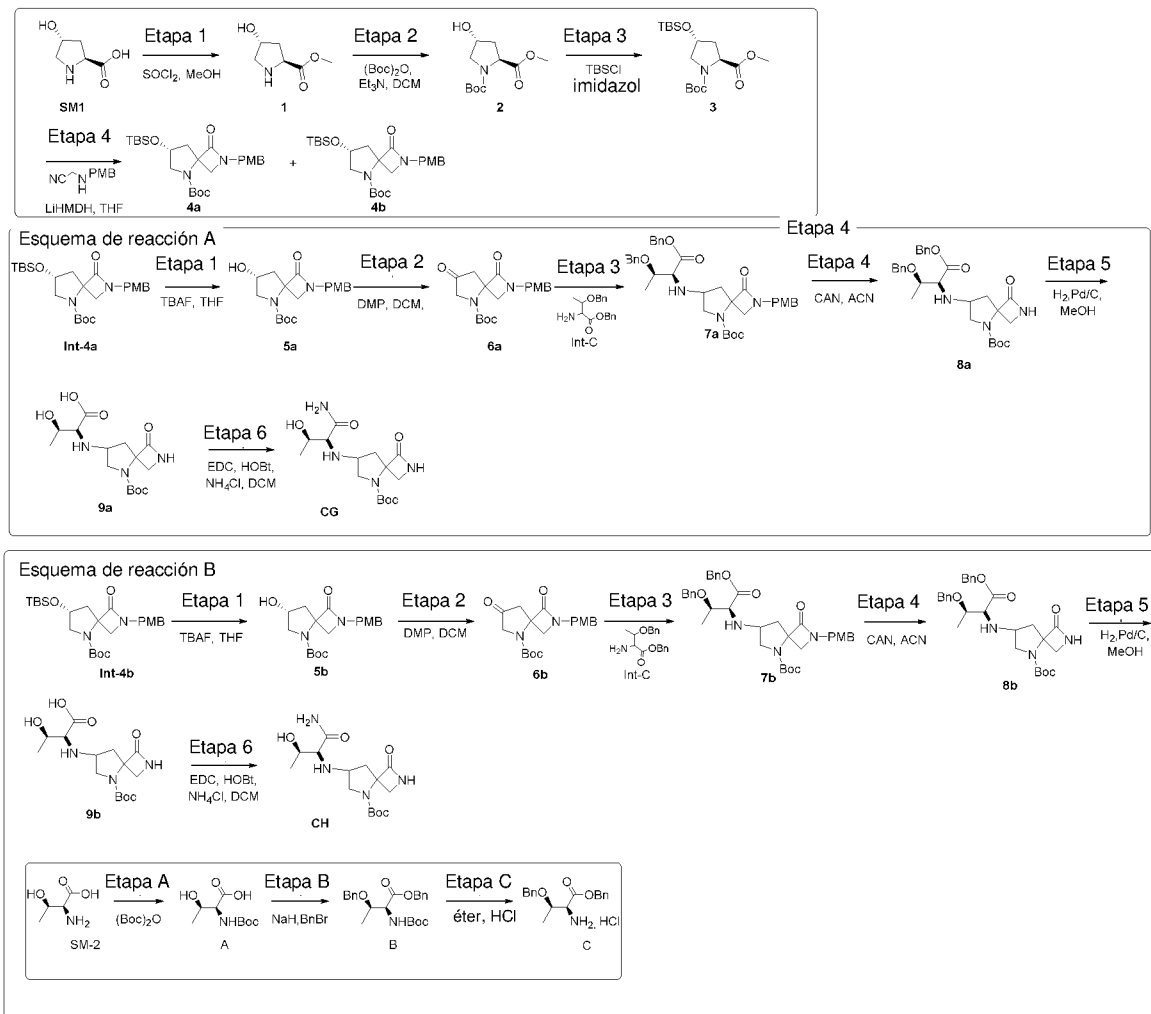 Etapa 1
SOCl2, MeOH
Etapa 2
(Boc)2O,
Et3N, DCM
Etapa 3
TBSCl
imidazol
HO
OH
O
N
H
SM1
HO
O
O
N
H
1
HO
O
O
N
Boc
2
TBSO
O
O
N
Boc
3
Etapa 4
NC
N
H
PMB
LiHMDH, THF
TBSO
O
N-PMB
N
Boc
4a
+
TBSO
O
N-PMB
N
Boc
4b
Esquema de reacción A
Etapa 4
TBSO
O
N-PMB
N
Boc
Int-4a
Etapa 1
TBAF, THF
HO
O
N-PMB
N
Boc
5a
Etapa 2
DMP, DCM,
O
O
N-PMB
N
Boc
6a
Etapa 3
OBn
H2N
OBn
O
Int-C
OBn
BnO
O
HN
O
N-PMB
N
Boc
7a
Etapa 4
CAN, ACN
OBn
BnO
O
HN
O
NH
N
Boc
8a
Etapa 5
H2,Pd/C,
MeOH
HO
HO
O
HN
O
NH
N
Boc
9a
Etapa 6
EDC, HOBt,
NH4Cl, DCM
H2N
HO
O
HN
O
NH
N
Boc
CG
Esquema de reacción B
TBSO
O
N-PMB
N
Boc
Int-4b
Etapa 1
TBAF, THF
HO
O
N-PMB
N
Boc
5b
Etapa 2
DMP, DCM
O
O
N-PMB
N
Boc
6b
Etapa 3
OBn
H2N
OBn
O
Int-C
BnO
BnO
O
HN
O
N-PMB
N
Boc
7b
Etapa 4
CAN, ACN
OBn
BnO
O
HN
O
NH
N
Boc
8b
Etapa 5
H2,Pd/C,
MeOH
HO
HO
O
HN
O
NH
N
Boc
9b
Etapa 6
EDC, HOBt,
NH4Cl, DCM
H2N
HO
O
HN
O
NH
N
Boc
CH
HO
O
OH
NH2
SM-2
Etapa A
(Boc)2O
HO
O
OH
NHBoc
A
Etapa B
NaH,BnBr
BnO
O
OBn
NHBoc
B
Etapa C
éter, HCl
BnO
O
OBn
NH2, HCl
C